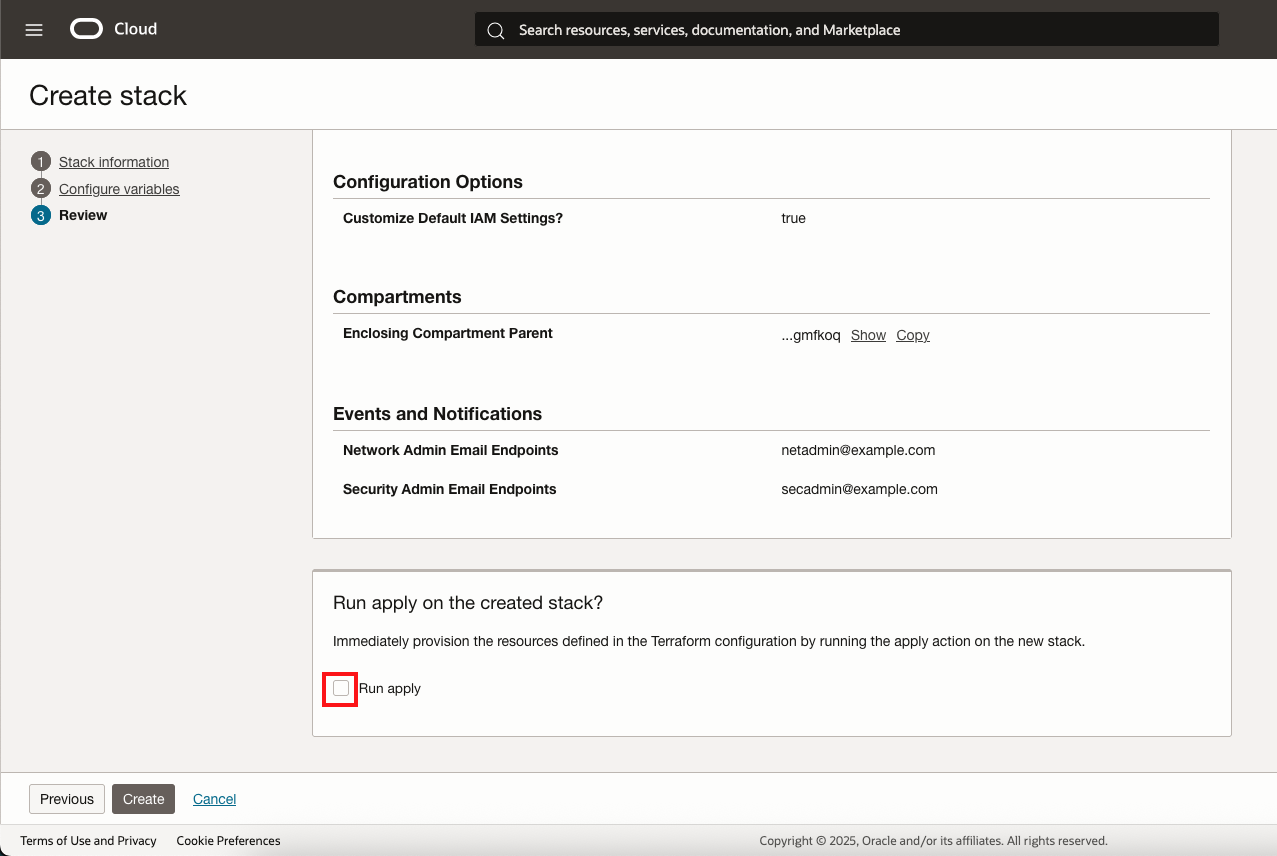 Cloud
Search resources, services, documentation, and Marketplace
Create stack
1 Stack information
2 Configure variables
3 Review
Configuration Options
Customize Default IAM Settings? true
Compartments
Enclosing Compartment Parent ...gmfkoq Show Copy
Events and Notifications
Network Admin Email Endpoints netadmin@example.com
Security Admin Email Endpoints secadmin@example.com
Run apply on the created stack?
Immediately provision the resources defined in the Terraform configuration by running the apply action on the new stack.
Run apply
Previous Create Cancel
Terms of Use and Privacy Cookie Preferences Copyright © 2025, Oracle and/or its affiliates. All rights reserved.